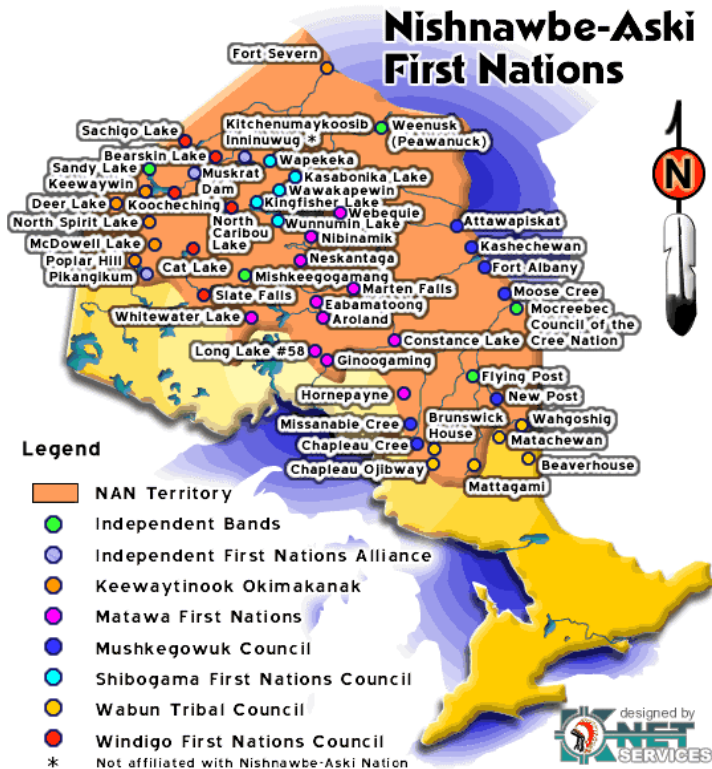 Nishnawbe-Aski
First Nations
Fort Severn
Kitchenumaykoosib
Inninuwug *
Weenusk
(Peawanuck)
Sachigo Lake
Bearskin Lake
Wapekeka
Sandy Lake
Muskrat
Dam
Kasabonika Lake
Keewaywin
Wawakapewin
Deer Lake
Koocheching
Kingfisher Lake
Webequie
North Spirit Lake
North
Caribou
Lake
Wunnumin Lake
Attawapiskat
McDowell Lake
Nibinamik
Kashechewan
Poplar Hill
Cat Lake
Neskantaga
Fort Albany
Pikangikum
Mishkeegogamang
Slate Falls
Marten Falls
Moose Cree
Whitewater Lake
Eabamatoong
Aroland
Mocreebec
Council of the
Cree Nation
Long Lake #58
Constance Lake
Ginoogaming
Flying Post
Hornepayne
New Post
Missanabie Cree
Brunswick
House
Wahgoshig
Chapleau Cree
Matachewan
Chapleau Ojibway
Beaverhouse
Mattagami
N
Legend
NAN Territory
Independent Bands
Independent First Nations Alliance
Keewaytinook Okimakanak
Matawa First Nations
Mushkegowuk Council
Shibogama First Nations Council
Wabun Tribal Council
Windigo First Nations Council
* Not affiliated with Nishnawbe-Aski Nation
designed by
K NET
SERVICES